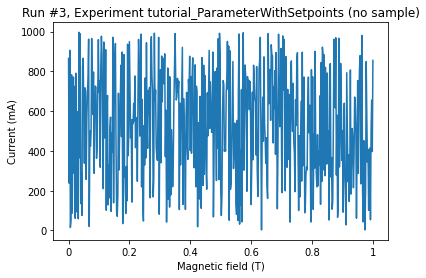 Run #3, Experiment tutorial_ParameterWithSetpoints (no sample)
1000
800
600
400
200
0
Current (mA)
0 0.2 0.4 0.6 0.8 1
Magnetic field (T)